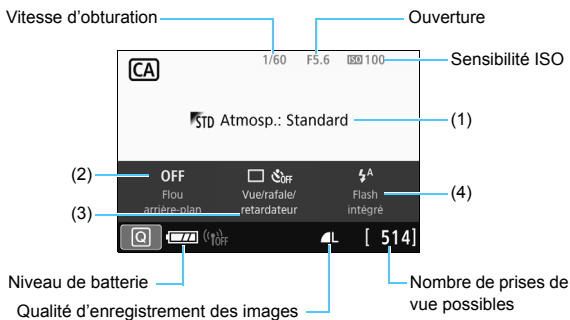 Vitesse d'obturation
Ouverture
CA
1/60 F5.6 ISO 100
Sensibilité ISO
STD Atmosp.: Standard
(1)
(2)
OFF
OFF
A
Flou
arrière-plan
Vue/rafale/
retardateur
Flash
intégré
(3)
(4)
Q
OFF
L
[ 514]
Niveau de batterie
Nombre de prises de
vue possibles
Qualité d'enregistrement des images